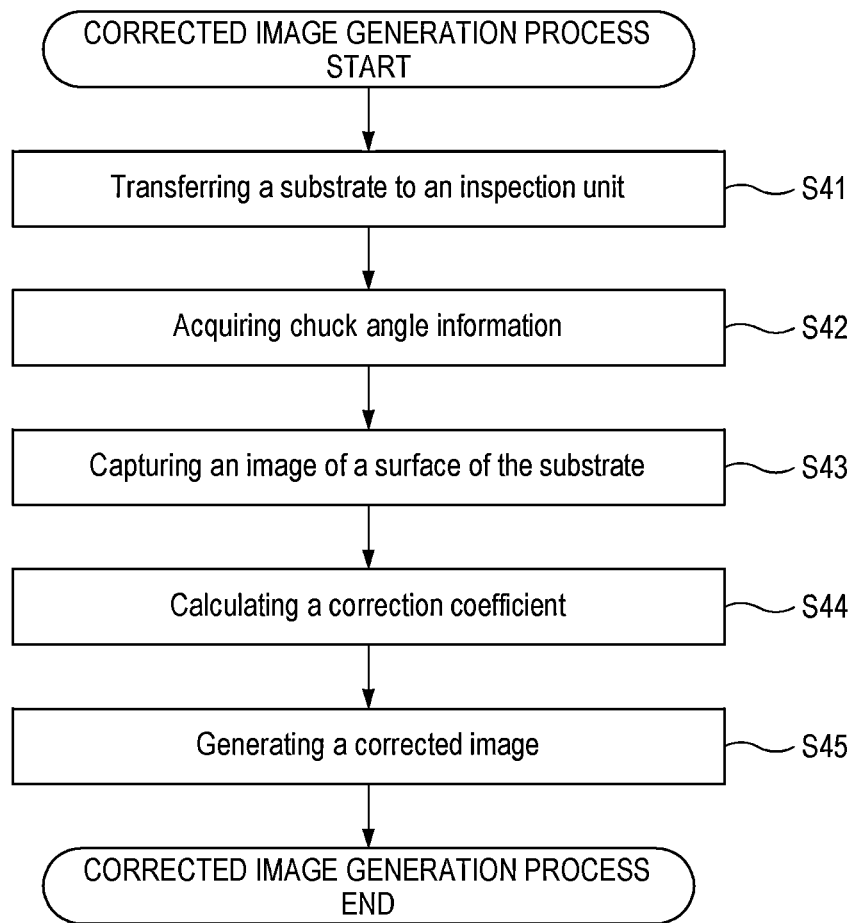 CORRECTED IMAGE GENERATION PROCESS
START
Transferring a substrate to an inspection unit
S41
Acquiring chuck angle information
S42
Capturing an image of a surface of the substrate
S43
Calculating a correction coefficient
S44
Generating a corrected image
S45
CORRECTED IMAGE GENERATION PROCESS
END